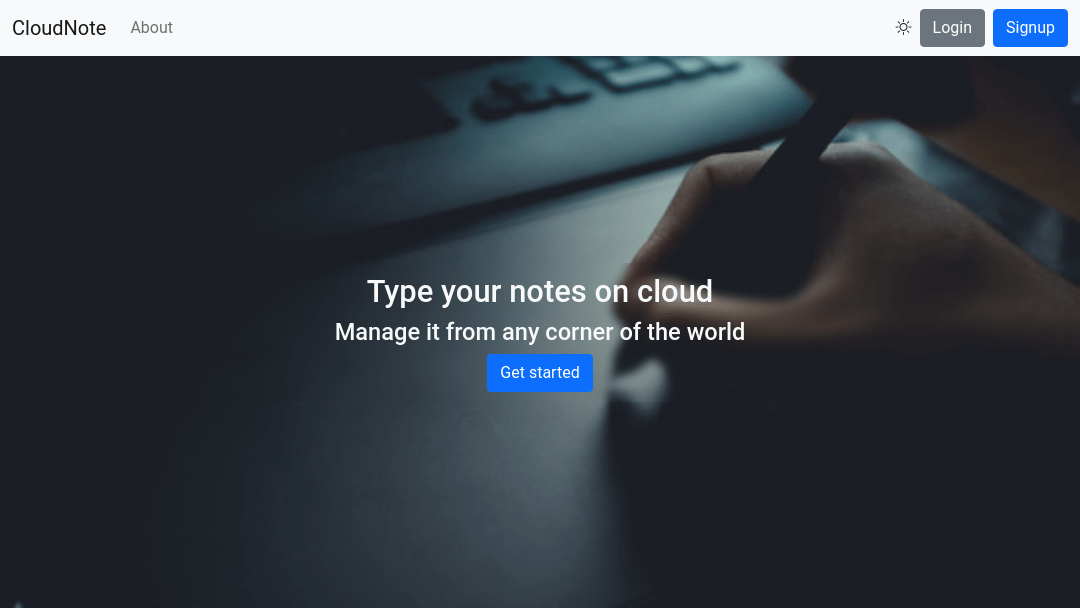 CloudNote About Login Signup
Type your notes on cloud
Manage it from any corner of the world
Get started